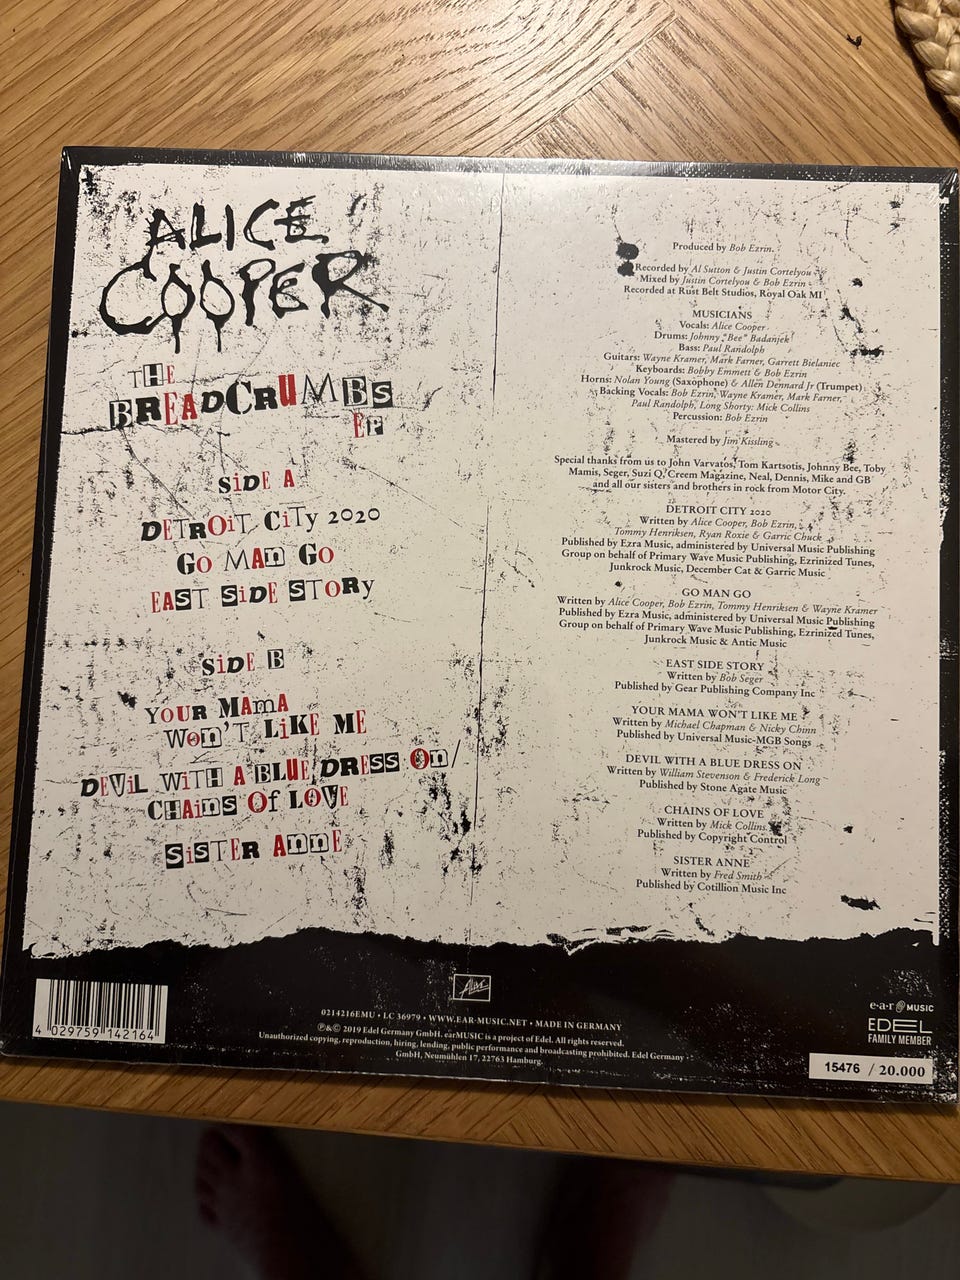 ALICE
COOPER
THE
BREADCRUMBS
EP
SiDE A
DETROiT CiTy 2020
GO MAn GO
EAST SiDE STORy
SiDE B
YOUR MAmA
WOn'T LiKE ME
DEViL WiTH A BLUE DRESS On/
CHAinS Of LOVE
SiSTER AnnE
Produced by Bob Ezrin.
Recorded by Al Sutton & Justin Cortelyou
Mixed by Justin Cortelyou & Bob Ezrin
Recorded at Rust Belt Studios, Royal Oak MI
MUSICIANS
Vocals: Alice Cooper
Drums: Johnny "Bee" Badanjek
Bass: Paul Randolph
Guitars: Wayne Kramer, Mark Farner, Garrett Bielaniec
Keyboards: Bobby Emmett & Bob Ezrin
Horns: Nolan Young (Saxophone) & Allen Dennard Jr (Trumpet)
Backing Vocals: Bob Ezrin, Wayne Kramer, Mark Farner,
Paul Randolph, Long Shorty: Mick Collins
Percussion: Bob Ezrin
Mastered by Jim Kissling
Special thanks from us to John Varvatos, Tom Kartsotis, Johnny Bee, Toby
Mamis, Seger, Suzi Q, Creem Magazine, Neal, Dennis, Mike and GB
and all our sisters and brothers in rock from Motor City.
DETROIT CITY 2020
Written by Alice Cooper, Bob Ezrin,
Tommy Henriksen, Ryan Roxie & Garric Chuck
Published by Ezra Music, administered by Universal Music Publishing
Group on behalf of Primary Wave Music Publishing, Ezrinized Tunes,
Junkrock Music, December Cat & Garric Music
GO MAN GO
Written by Alice Cooper, Bob Ezrin, Tommy Henriksen & Wayne Kramer
Published by Ezra Music, administered by Universal Music Publishing
Group on behalf of Primary Wave Music Publishing, Ezrinized Tunes,
Junkrock Music & Antic Music
EAST SIDE STORY
Written by Bob Seger
Published by Gear Publishing Company Inc
YOUR MAMA WON'T LIKE ME
Written by Michael Chapman & Nicky Chinn
Published by Universal Music-MGB Songs
DEVIL WITH A BLUE DRESS ON
Written by William Stevenson & Frederick Long
Published by Stone Agate Music
CHAINS OF LOVE
Written by Mick Collins
Published by Copyright Control
SISTER ANNE
Written by Fred Smith
Published by Cotillion Music Inc
4 029759 142164
0214216EMU • LC 36979 • WWW.EAR-MUSIC.NET • MADE IN GERMANY
℗&© 2019 Edel Germany GmbH. earMUSIC is a project of Edel. All rights reserved.
Unauthorized copying, reproduction, hiring, lending, public performance and broadcasting prohibited. Edel Germany
GmbH, Neumühlen 17, 22763 Hamburg.
e·a·r MUSIC
EDEL
FAMILY MEMBER
15476 / 20.000